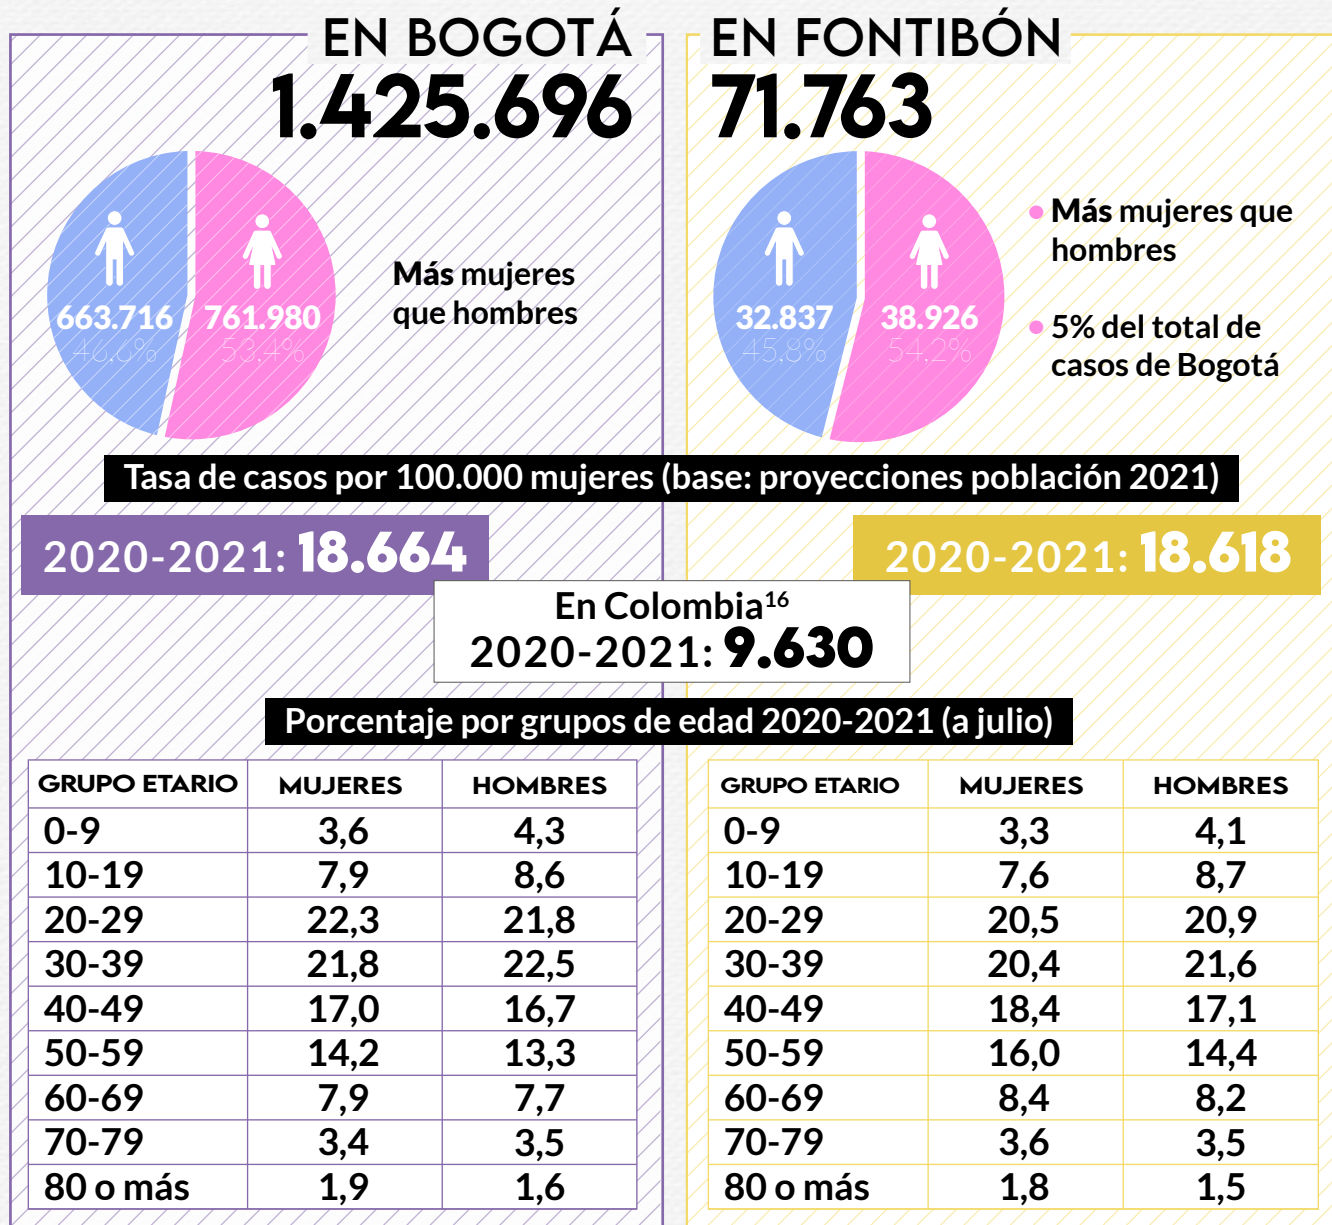 EN BOGOTÁ
1.425.696
663.716
46,6%
761.980
53,4%
Más mujeres
que hombres
EN FONTIBÓN
71.763
32.837
45,8%
38.926
54,2%
Más mujeres que
hombres
5% del total de
casos de Bogotá
Tasa de casos por 100.000 mujeres (base: proyecciones población 2021)
2020-2021: 18.664
2020-2021: 18.618
En Colombia¹⁶
2020-2021: 9.630
Porcentaje por grupos de edad 2020-2021 (a julio)
GRUPO ETARIO MUJERES HOMBRES
0-9 3,6 4,3
10-19 7,9 8,6
20-29 22,3 21,8
30-39 21,8 22,5
40-49 17,0 16,7
50-59 14,2 13,3
60-69 7,9 7,7
70-79 3,4 3,5
80 o más 1,9 1,6
GRUPO ETARIO MUJERES HOMBRES
0-9 3,3 4,1
10-19 7,6 8,7
20-29 20,5 20,9
30-39 20,4 21,6
40-49 18,4 17,1
50-59 16,0 14,4
60-69 8,4 8,2
70-79 3,6 3,5
80 o más 1,8 1,5